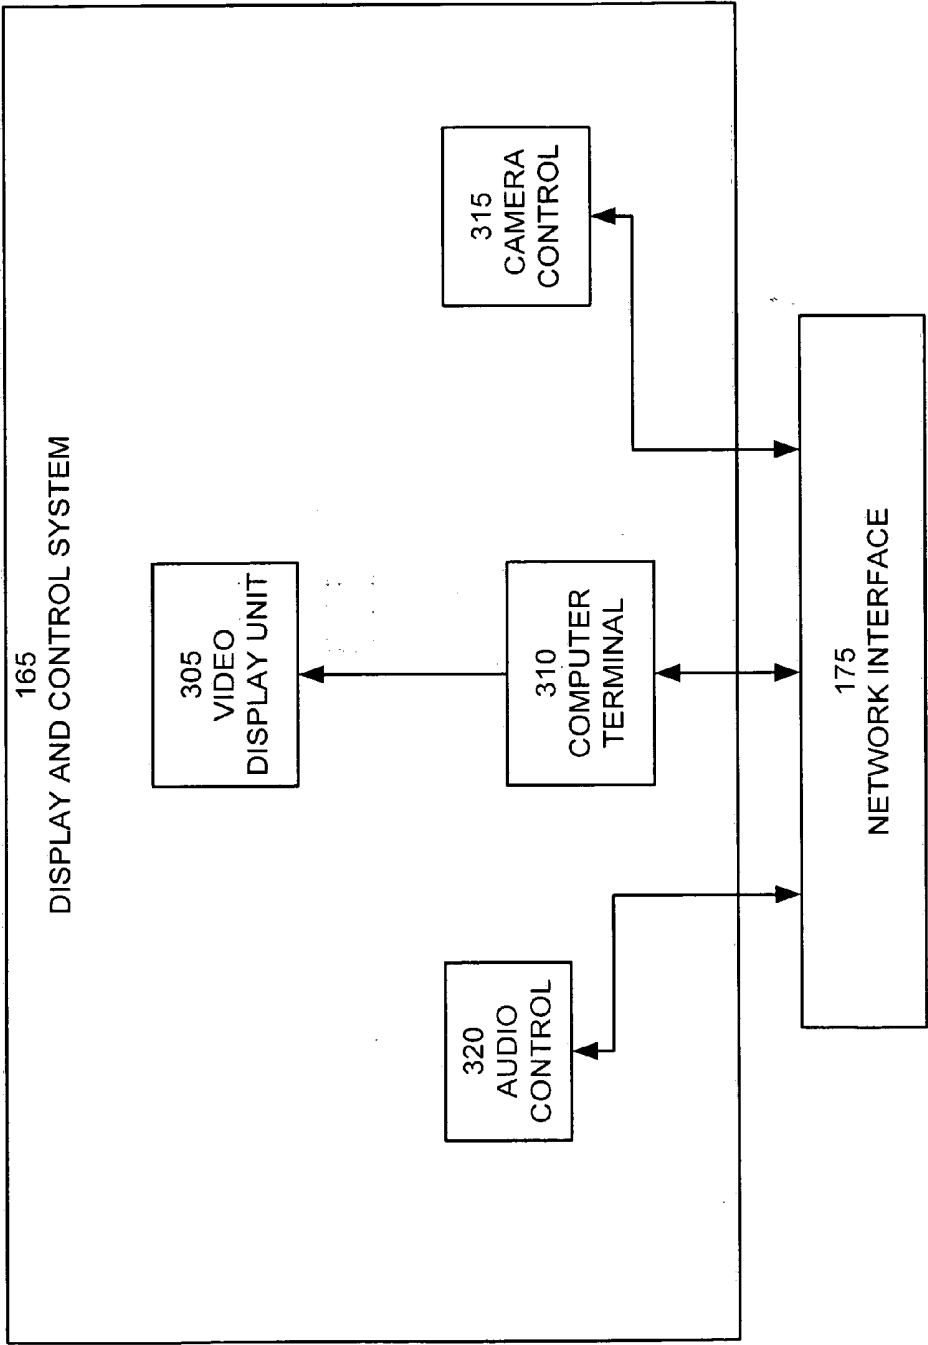 165
DISPLAY AND CONTROL SYSTEM
305
VIDEO
DISPLAY UNIT
320
AUDIO
CONTROL
310
COMPUTER
TERMINAL
315
CAMERA
CONTROL
175
NETWORK INTERFACE